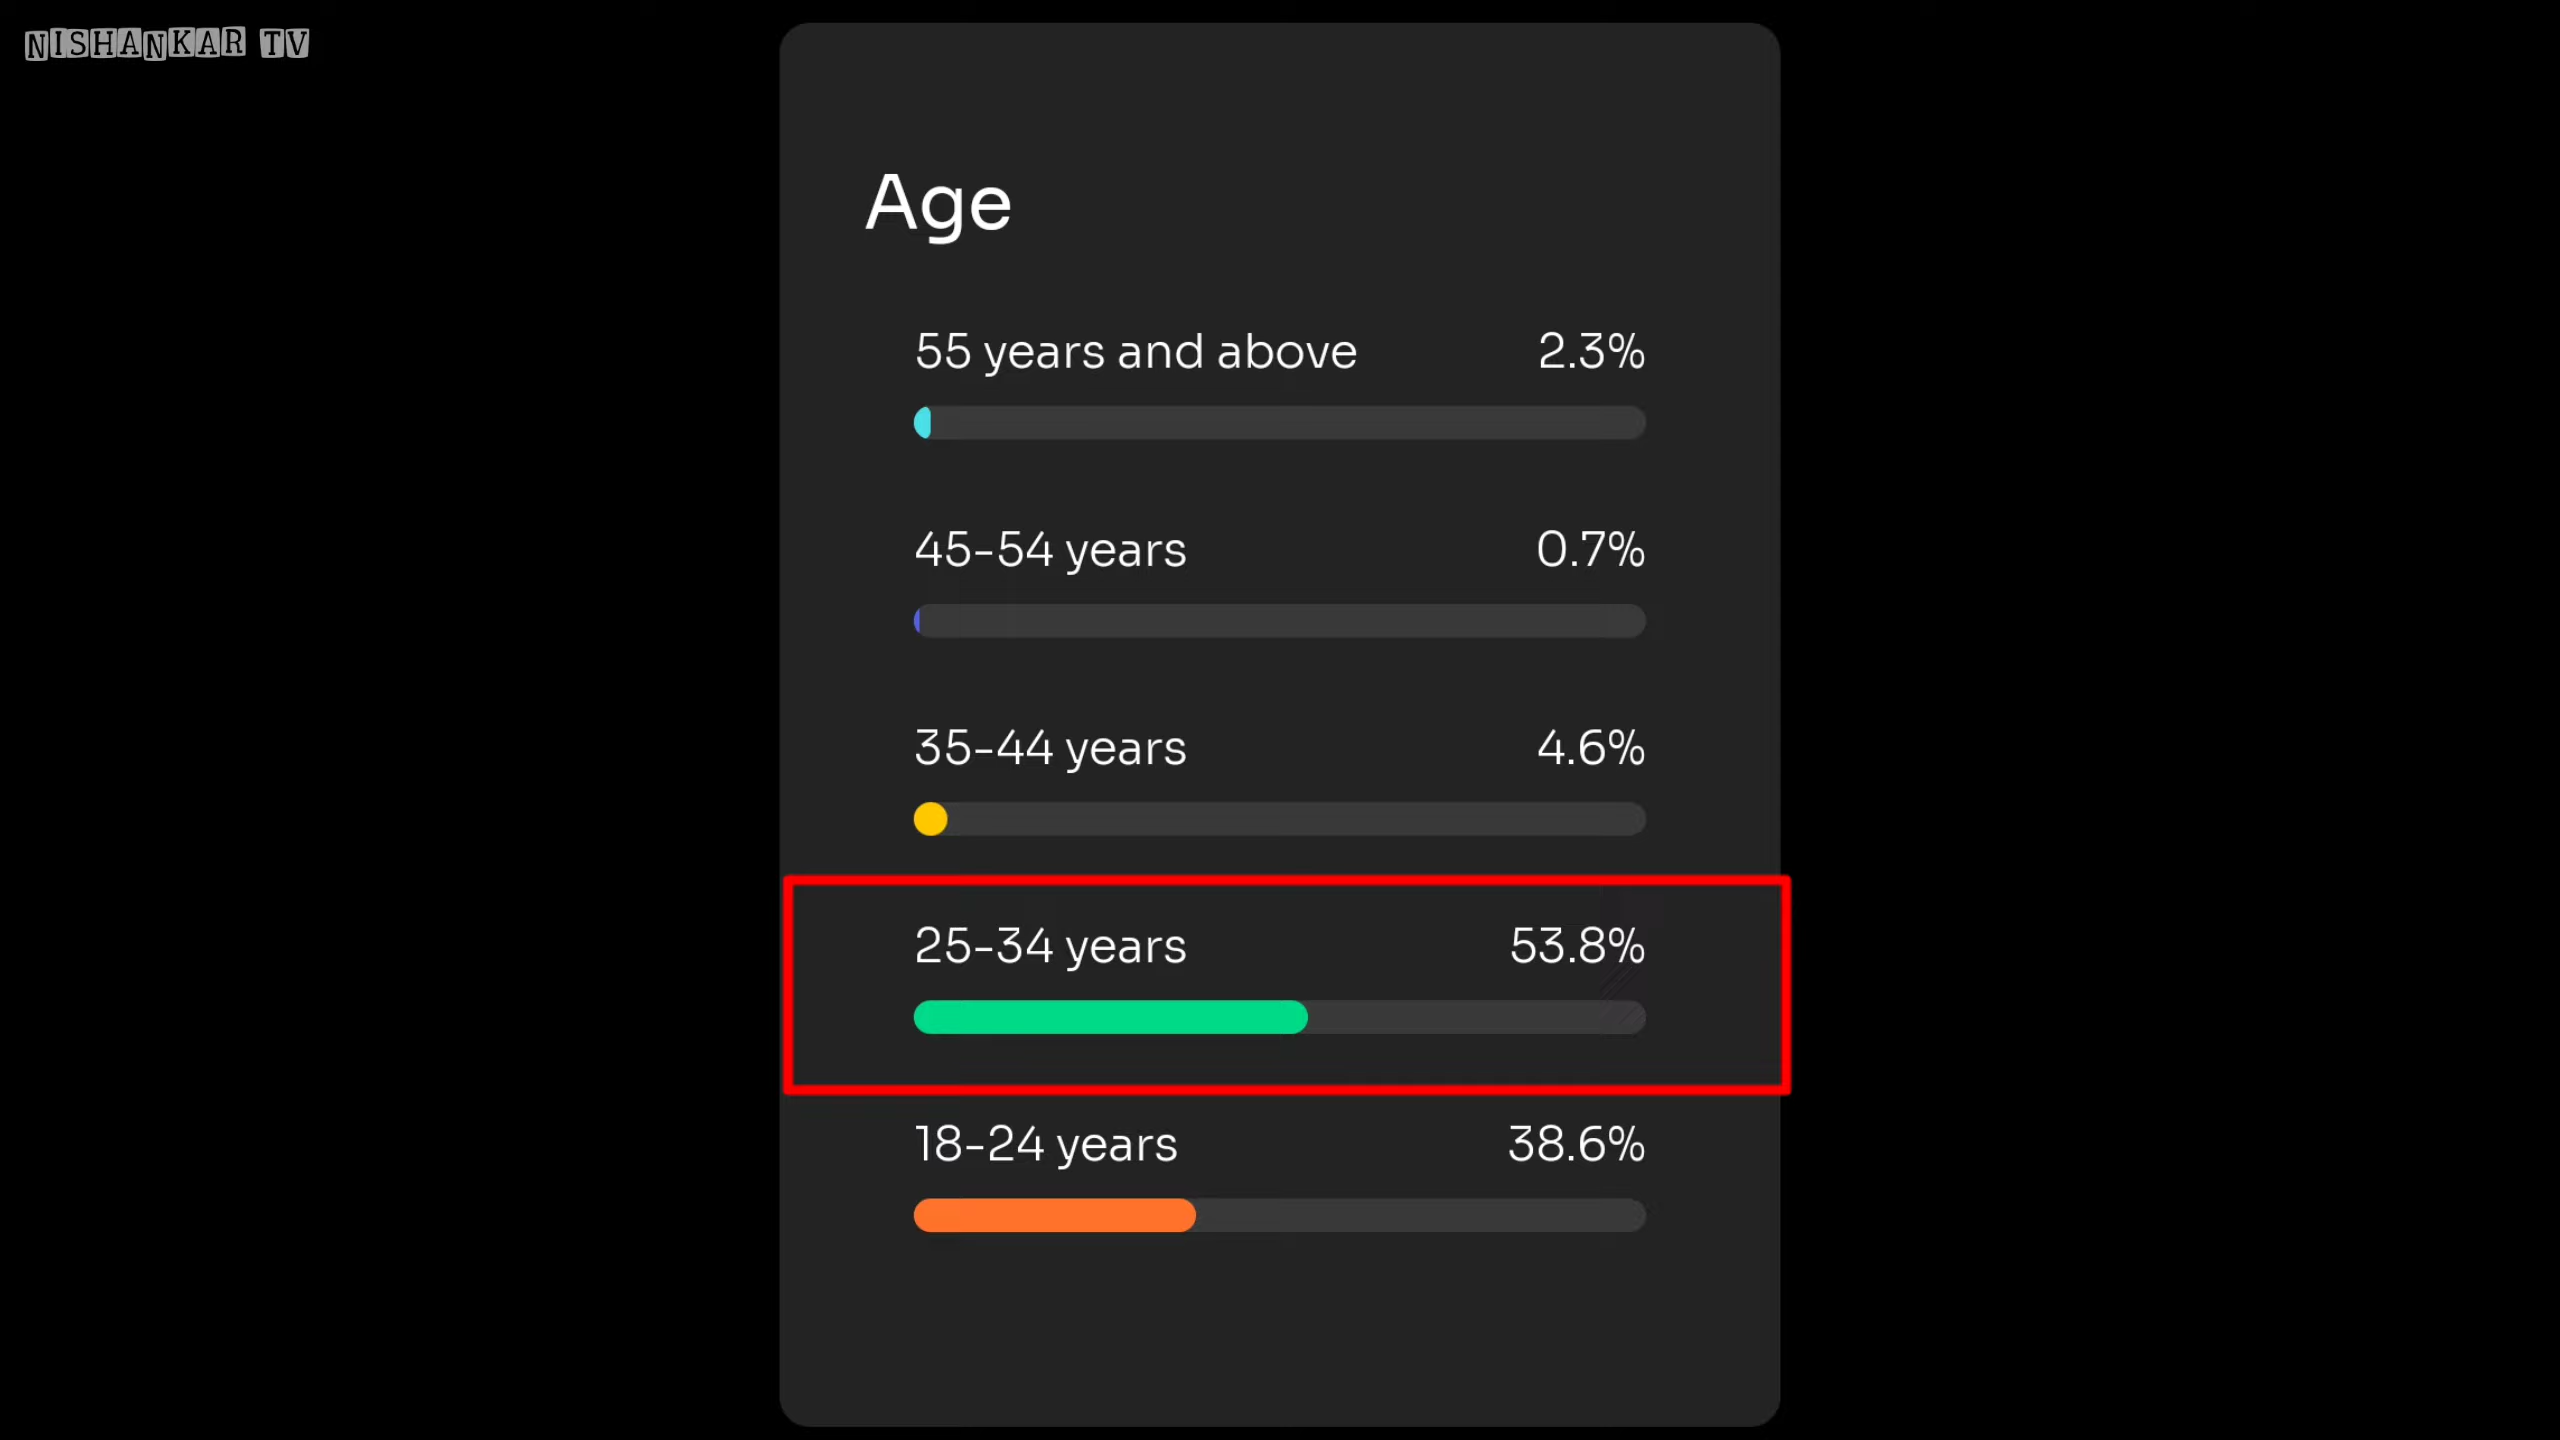 NISHANKAR TV
Age
55 years and above 2.3%
45-54 years 0.7%
35-44 years 4.6%
25-34 years 53.8%
18-24 years 38.6%